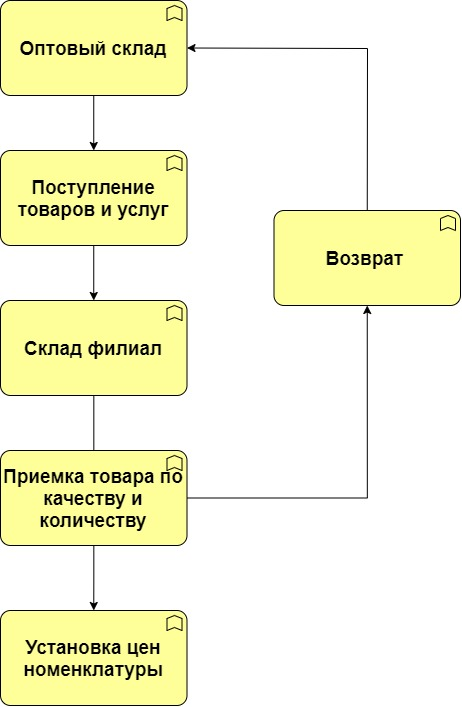 Оптовый склад
Поступление
товаров и услуг
Возврат
Склад филиал
Приемка товара по
качеству и
количеству
Установка цен
номенклатуры